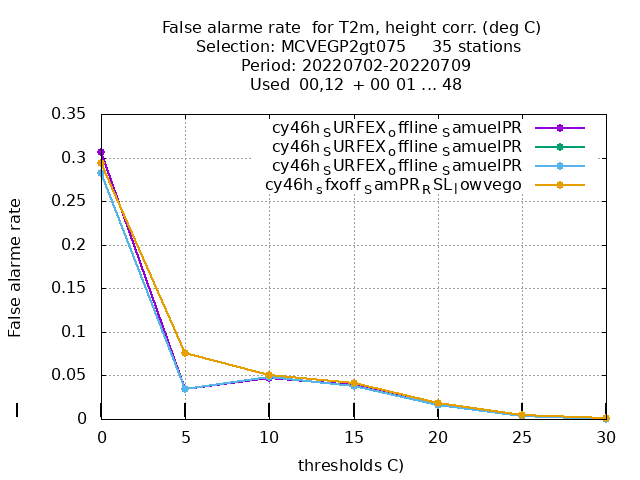 False alarme rate  for T2m, height corr. (deg C)
Selection: MCVEGP2gt075     35 stations
Period: 20220702-20220709
Used  00,12  + 00 01 ... 48
cy46h_SURFEX_offline_SamuelPR
cy46h_SURFEX_offline_SamuelPR
cy46h_SURFEX_offline_SamuelPR
cy46h_sfxoff_SamPR_RSL_lowvego
False alarme rate
0.35
0.3
0.25
0.2
0.15
0.1
0.05
0
0 5 10 15 20 25 30
thresholds C)